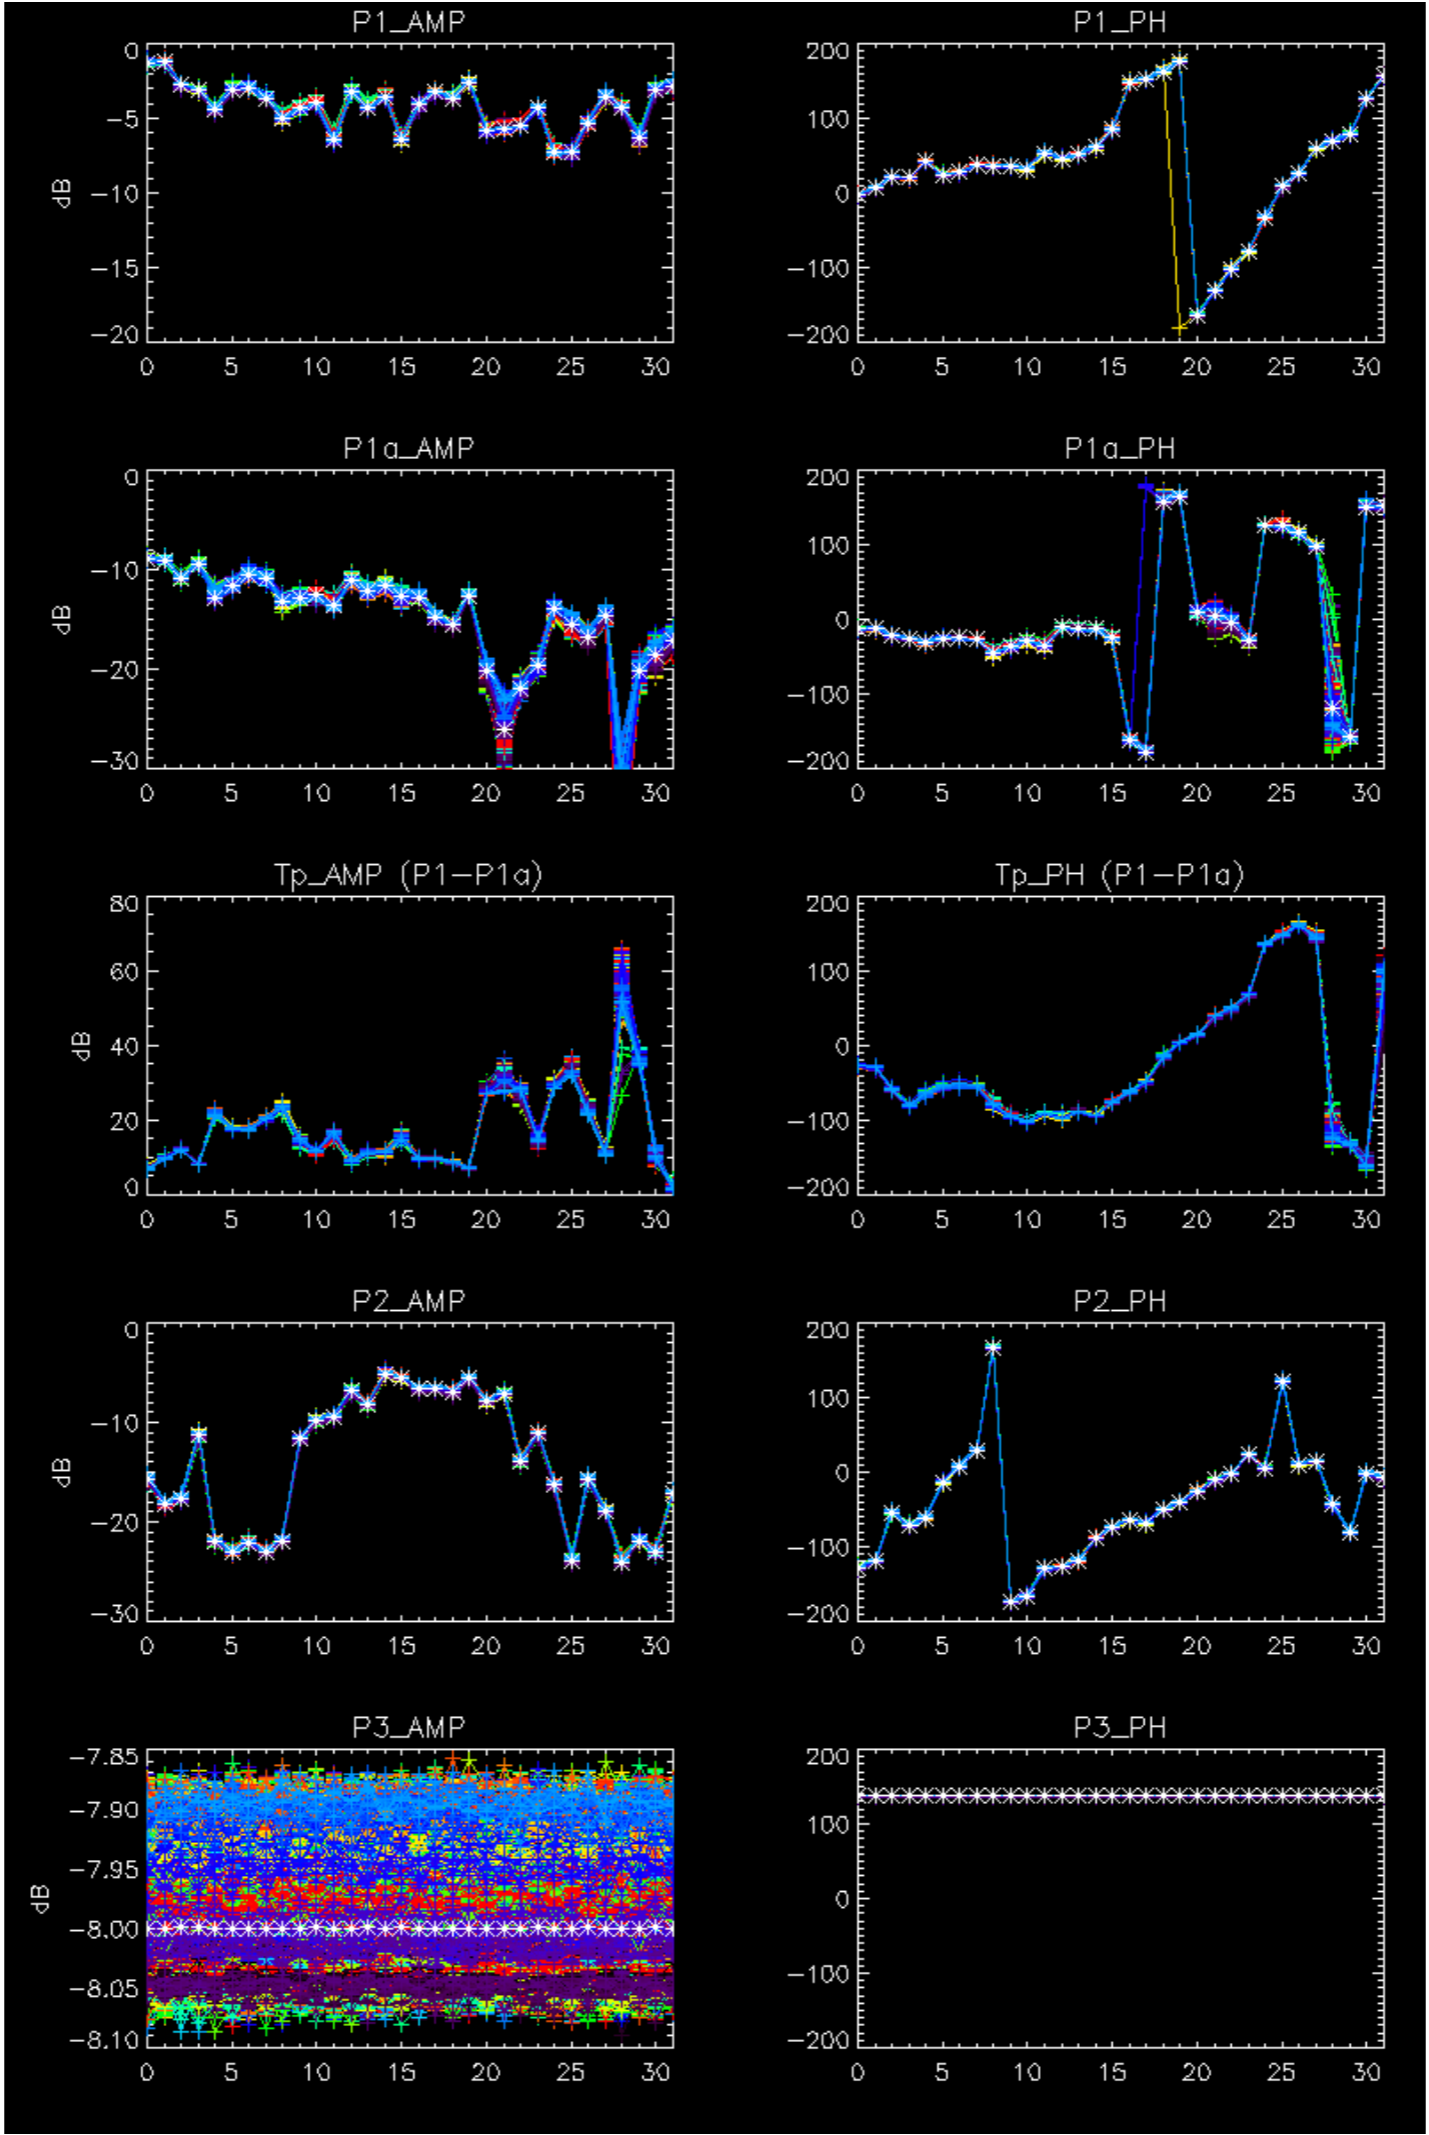 P1_AMP P1_PH
0 −5 −10 −15 −20
dB
0 5 10 15 20 25 30
200 100 0 −100 −200
0 5 10 15 20 25 30
P1a_AMP P1a_PH
0 −10 −20 −30
dB
0 5 10 15 20 25 30
200 100 0 −100 −200
0 5 10 15 20 25 30
Tp_AMP (P1−P1a) Tp_PH (P1−P1a)
80 60 40 20 0
dB
0 5 10 15 20 25 30
200 100 0 −100 −200
0 5 10 15 20 25 30
P2_AMP P2_PH
0 −10 −20 −30
dB
0 5 10 15 20 25 30
200 100 0 −100 −200
0 5 10 15 20 25 30
P3_AMP P3_PH
−7.85 −7.90 −7.95 −8.00 −8.05 −8.10
dB
0 5 10 15 20 25 30
200 100 0 −100 −200
0 5 10 15 20 25 30